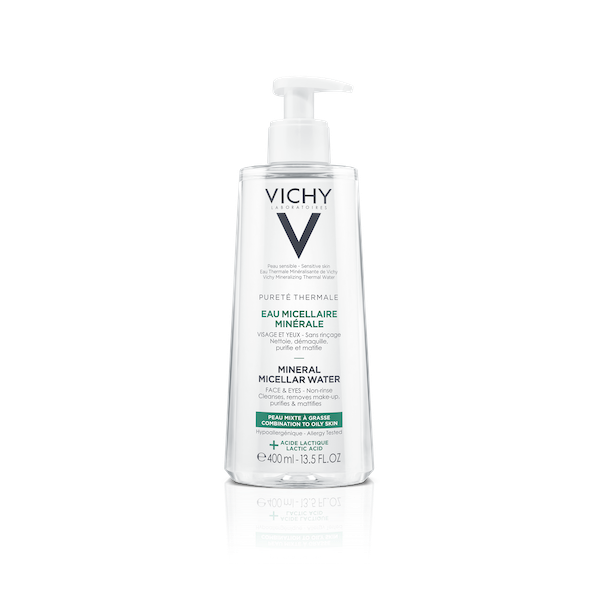 VICHY
LABORATOIRES
V
Peau sensible - Sensitive skin
Eau Thermale Minéralisante de Vichy
Vichy Mineralizing Thermal Water
PURETÉ THERMALE
EAU MICELLAIRE
MINÉRALE
VISAGE ET YEUX - Sans rinçage
Nettoie, démaquille,
purifie et matifie
MINERAL
MICELLAR WATER
FACE & EYES - Non-rinse
Cleanses, removes make-up,
purifies & mattifies
PEAU MIXTE À GRASSE
COMBINATION TO OILY SKIN
Hypoallergénique - Allergy Tested
+ ACIDE LACTIQUE
LACTIC ACID
℮400 ml - 13.5 FL.OZ